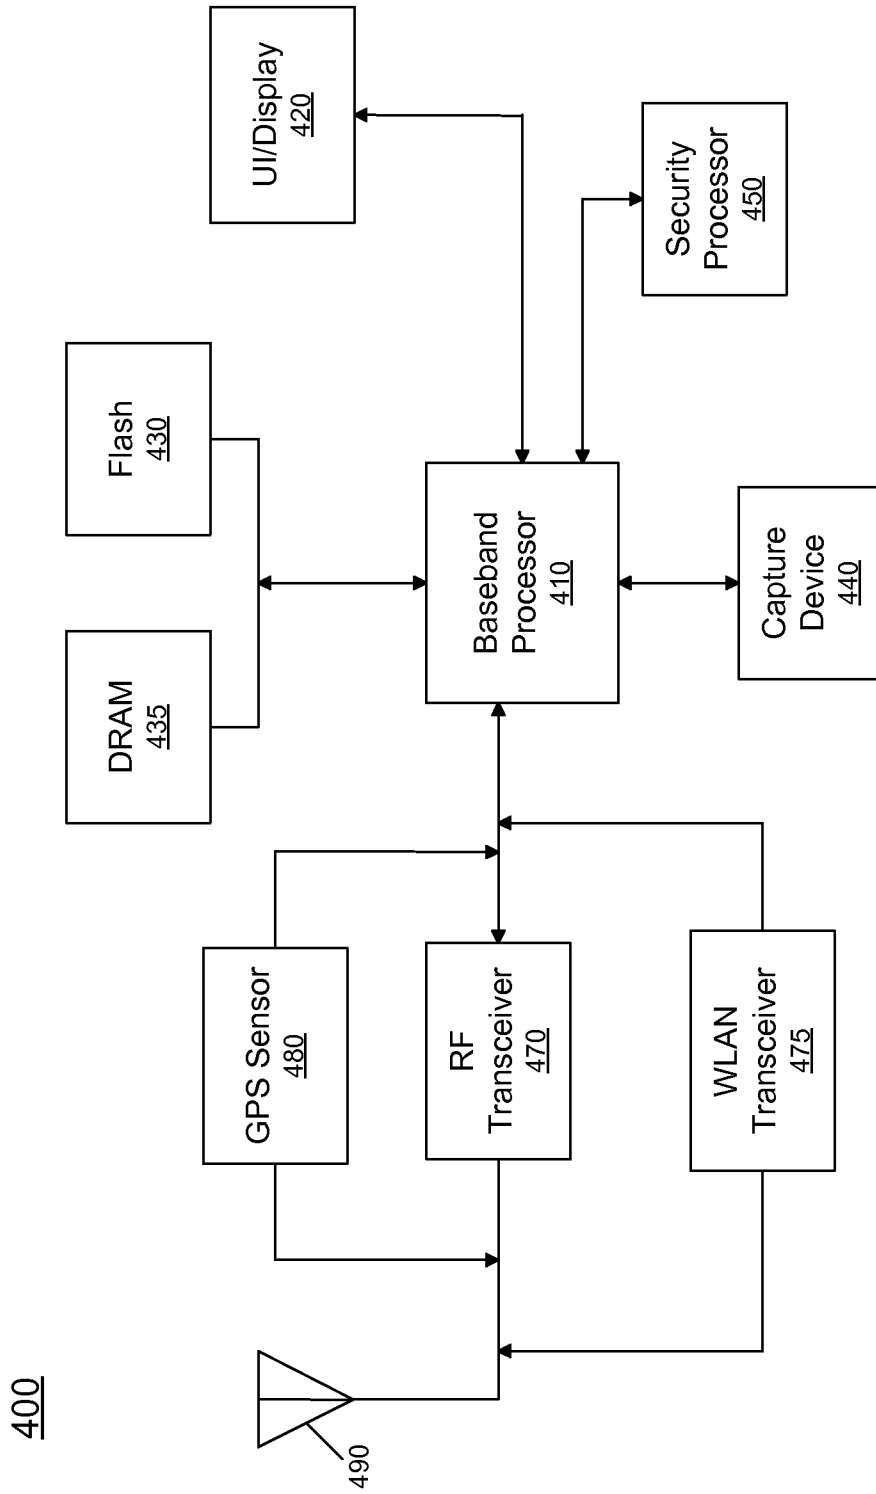 400
DRAM
435
Flash
430
UI/Display
420
GPS Sensor
480
490
RF
Transceiver
470
Baseband
Processor
410
Security
Processor
450
WLAN
Transceiver
475
Capture
Device
440